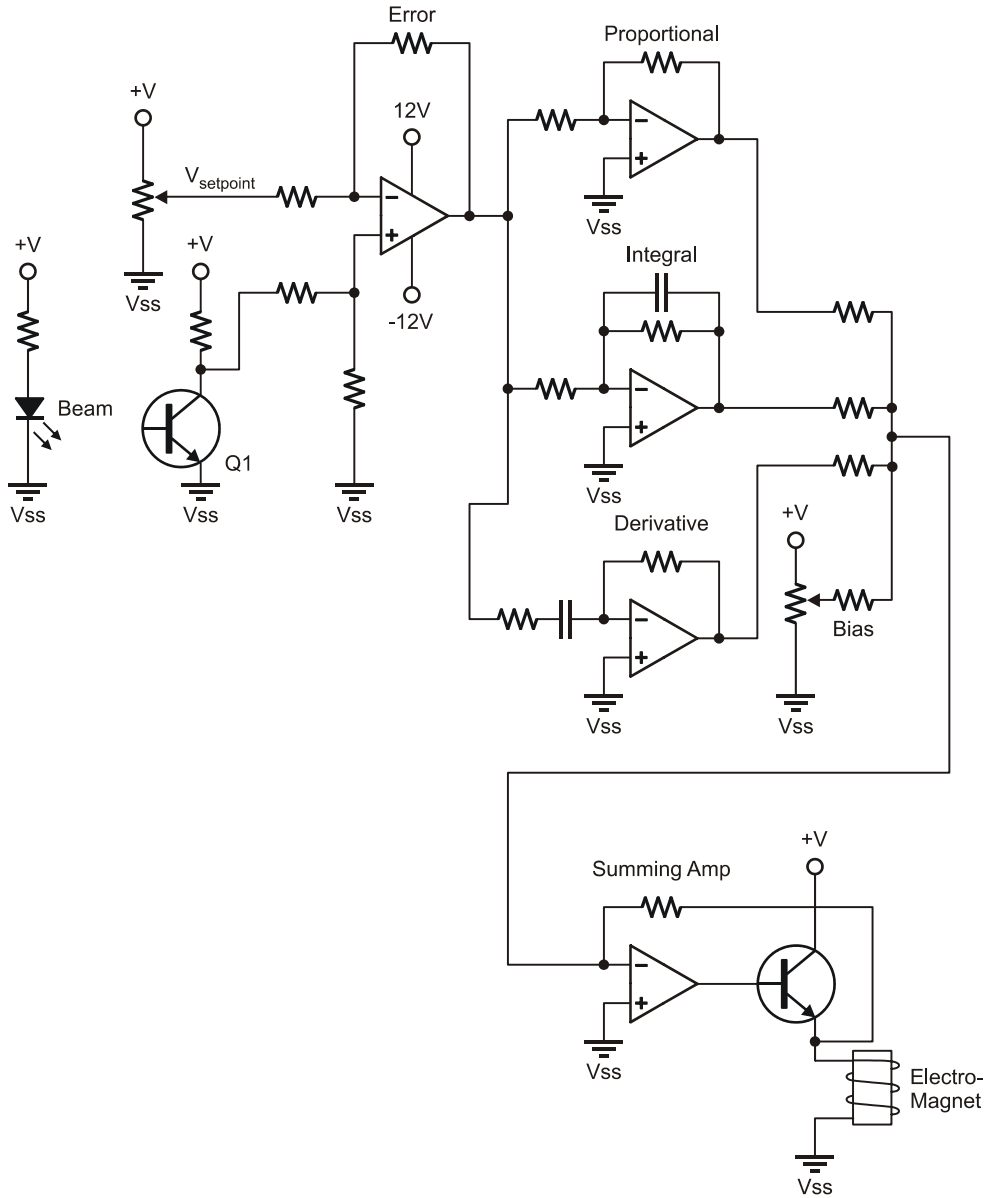 Error
Proportional
+V
12V
Vsetpoint
+V
+V
Integral
Vss
Vss
-12V
Beam
Q1
Vss
Vss
Vss
Vss
Derivative
+V
Bias
Vss
Vss
+V
Summing Amp
Vss
Electro-
Magnet
Vss